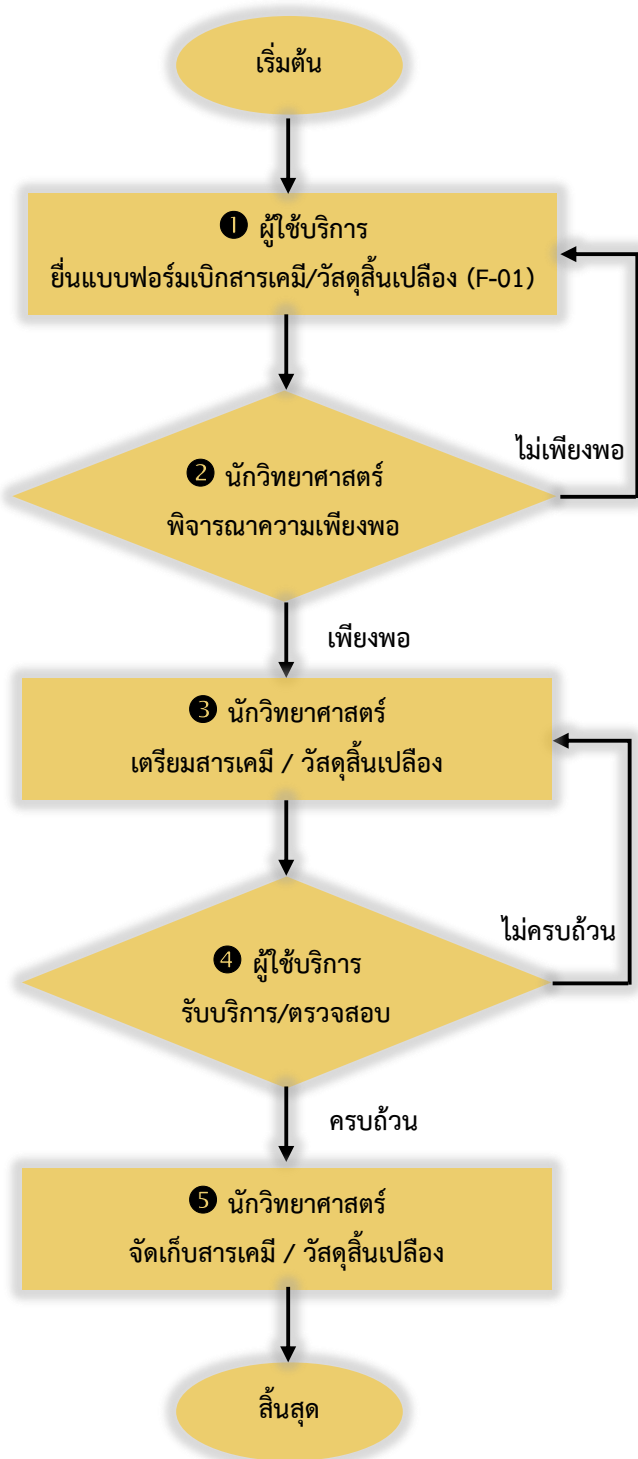 เริ่มต้น
❶ ผู้ใช้บริการ
ยื่นแบบฟอร์มเบิกสารเคมี/วัสดุสิ้นเปลือง (F-01)
ไม่เพียงพอ
❷ นักวิทยาศาสตร์
พิจารณาความเพียงพอ
เพียงพอ
❸ นักวิทยาศาสตร์
เตรียมสารเคมี / วัสดุสิ้นเปลือง
ไม่ครบถ้วน
❹ ผู้ใช้บริการ
รับบริการ/ตรวจสอบ
ครบถ้วน
❺ นักวิทยาศาสตร์
จัดเก็บสารเคมี / วัสดุสิ้นเปลือง
สิ้นสุด